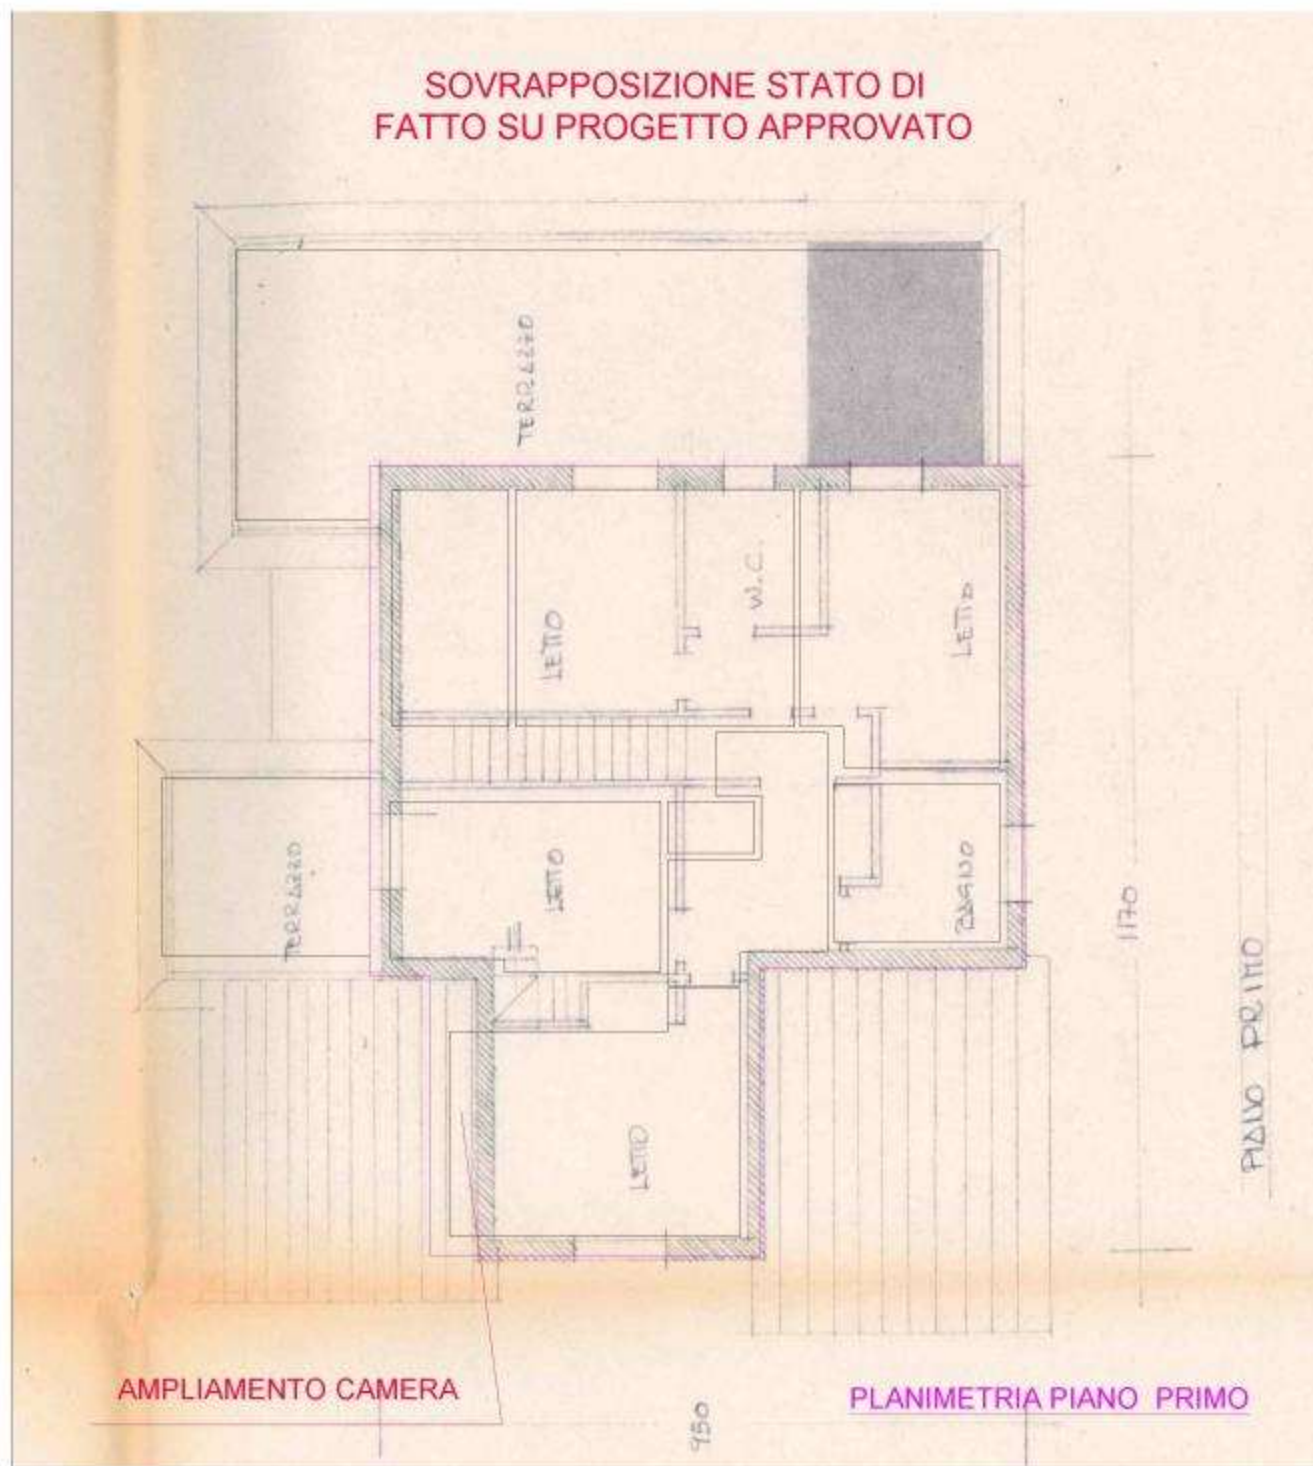 SOVRAPPOSIZIONE STATO DI
FATTO SU PROGETTO APPROVATO
TERRAZZO
LETTO
W.C.
LETTO
TERRAZZO
LETTO
BAGNO
1170
PIANO PRIMO
LETTO
AMPLIAMENTO CAMERA
PLANIMETRIA PIANO PRIMO
950